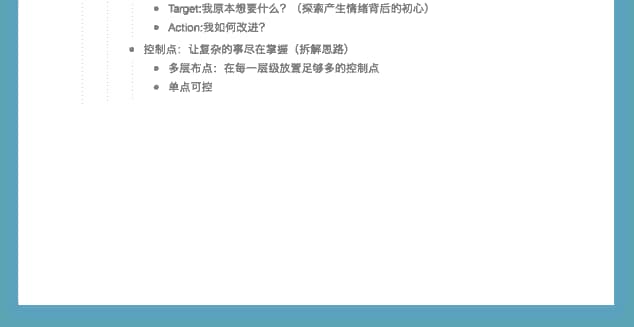 Target:我原本想要什么？（探索产生情绪背后的初心）
Action:我如何改进？
控制点：让复杂的事尽在掌握（拆解思路）
多层布点：在每一层级放置足够多的控制点
单点可控